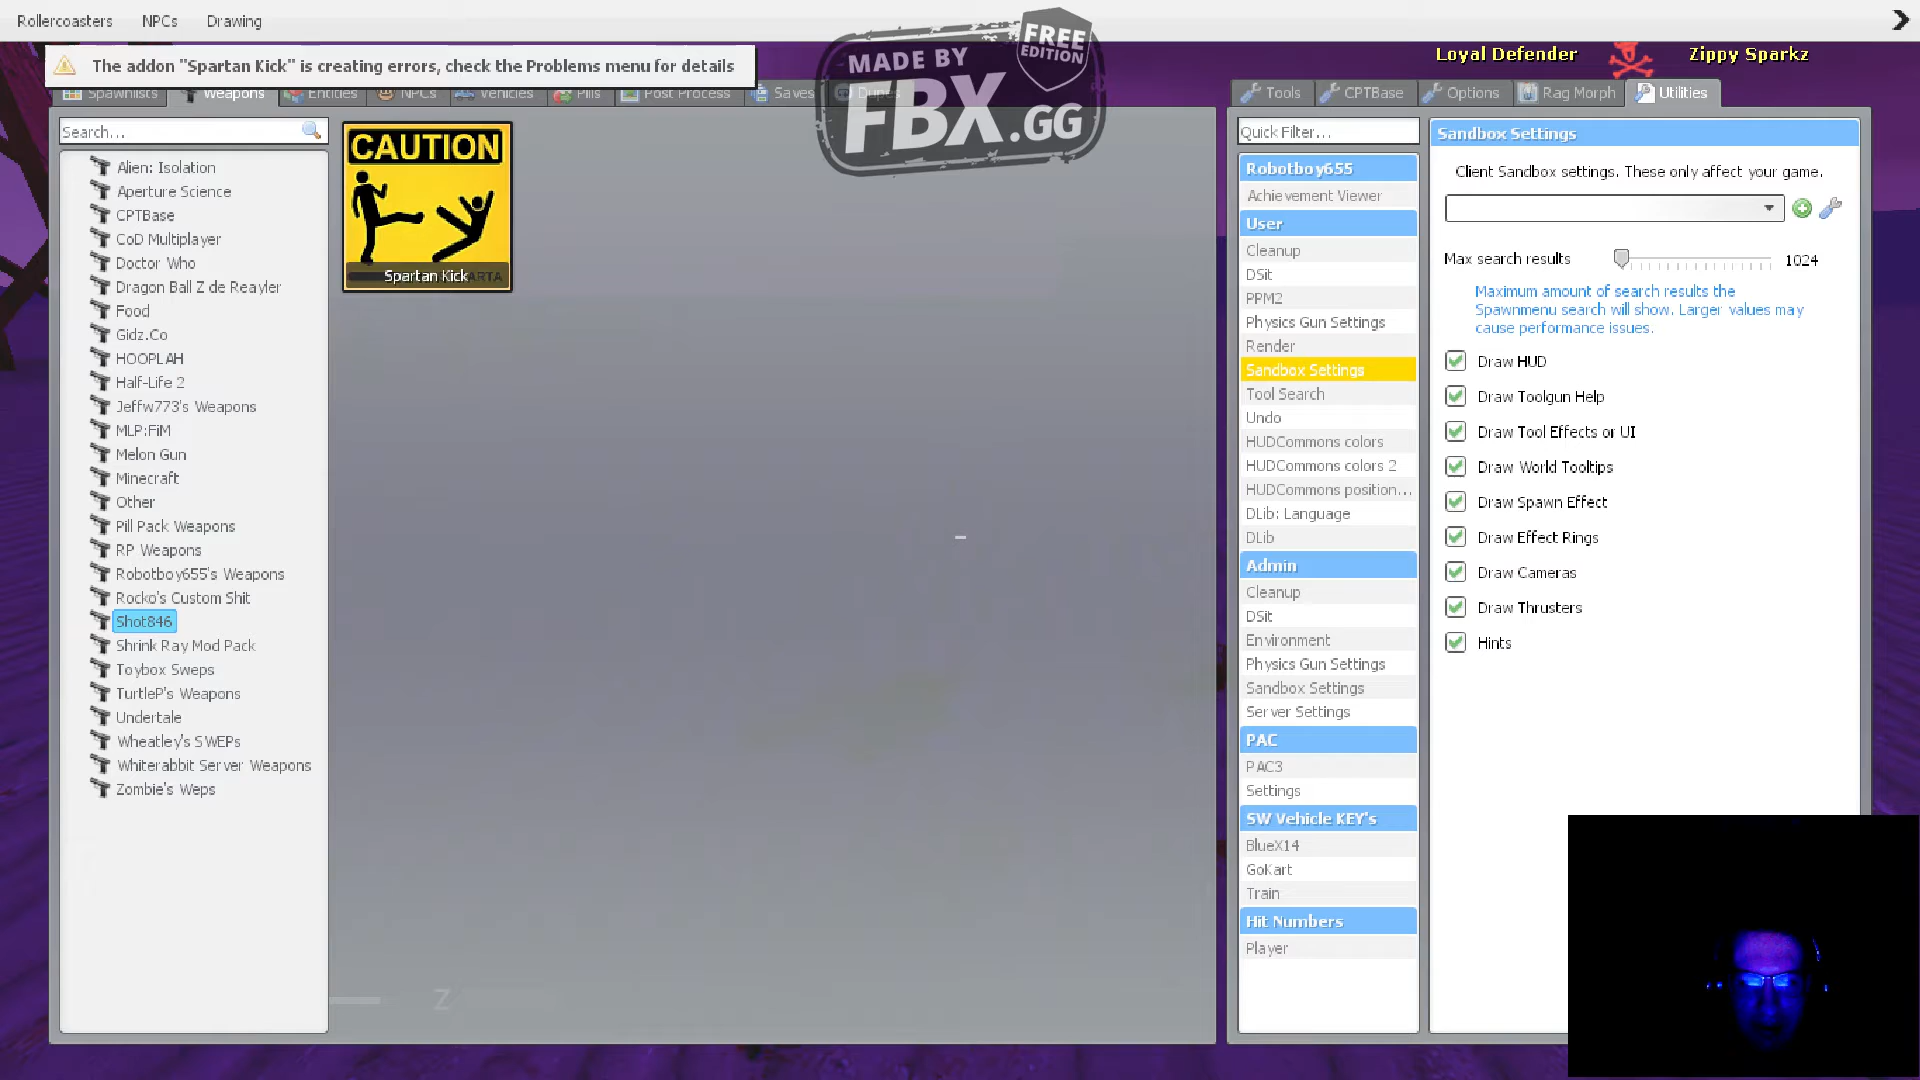 Rollercoasters NPCs Drawing
The addon "Spartan Kick" is creating errors, check the Problems menu for details
MADE BY
FBX.GG
FREE
EDITION
Loyal Defender Zippy Sparkz
Spawnlists Weapons Entities NPCs Vehicles Pills Post Process Saves Dupes
Tools CPTBase Options Rag Morph Utilities
Search...
Alien: Isolation
Aperture Science
CPTBase
CoD Multiplayer
Doctor Who
Dragon Ball Z de Reayler
Food
Gidz.Co
HOOPLAH
Half-Life 2
Jeffw773's Weapons
MLP:FiM
Melon Gun
Minecraft
Other
Pill Pack Weapons
RP Weapons
Robotboy655's Weapons
Rocko's Custom Shit
Shot846
Shrink Ray Mod Pack
Toybox Sweps
TurtleP's Weapons
Undertale
Wheatley's SWEPs
Whiterabbit Server Weapons
Zombie's Weps
CAUTION
Spartan Kick
Z
Quick Filter...
Robotboy655
Achievement Viewer
User
Cleanup
DSit
PPM2
Physics Gun Settings
Render
Sandbox Settings
Tool Search
Undo
HUDCommons colors
HUDCommons colors 2
HUDCommons position...
DLib: Language
DLib
Admin
Cleanup
DSit
Environment
Physics Gun Settings
Sandbox Settings
Server Settings
PAC
PAC3
Settings
SW Vehicle KEY's
BlueX14
GoKart
Train
Hit Numbers
Player
Sandbox Settings
Client Sandbox settings. These only affect your game.
Max search results 1024
Maximum amount of search results the
Spawnmenu search will show. Larger values may
cause performance issues.
Draw HUD
Draw Toolgun Help
Draw Tool Effects or UI
Draw World Tooltips
Draw Spawn Effect
Draw Effect Rings
Draw Cameras
Draw Thrusters
Hints